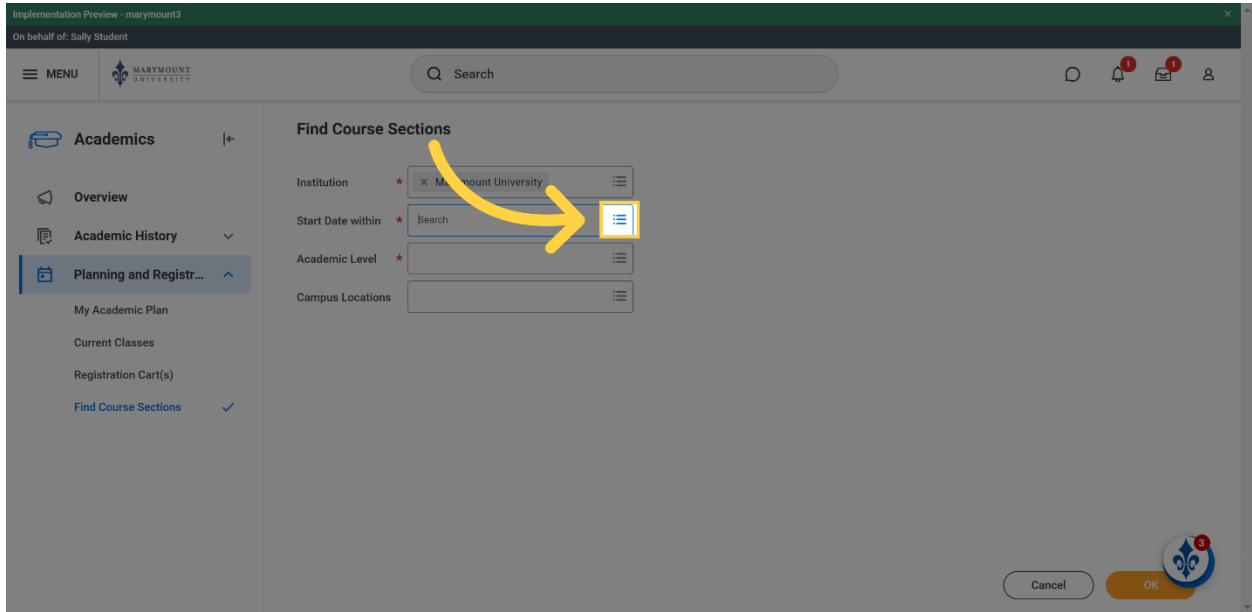 Implementation Preview - marymount3
On behalf of: Sally Student
MENU
MARYMOUNT
UNIVERSITY
Search
1
1
Academics
Overview
Academic History
Planning and Registr...
My Academic Plan
Current Classes
Registration Cart(s)
Find Course Sections
Find Course Sections
Institution *
× Marymount University
Start Date within *
Search
Academic Level *
Campus Locations
3
Cancel
OK